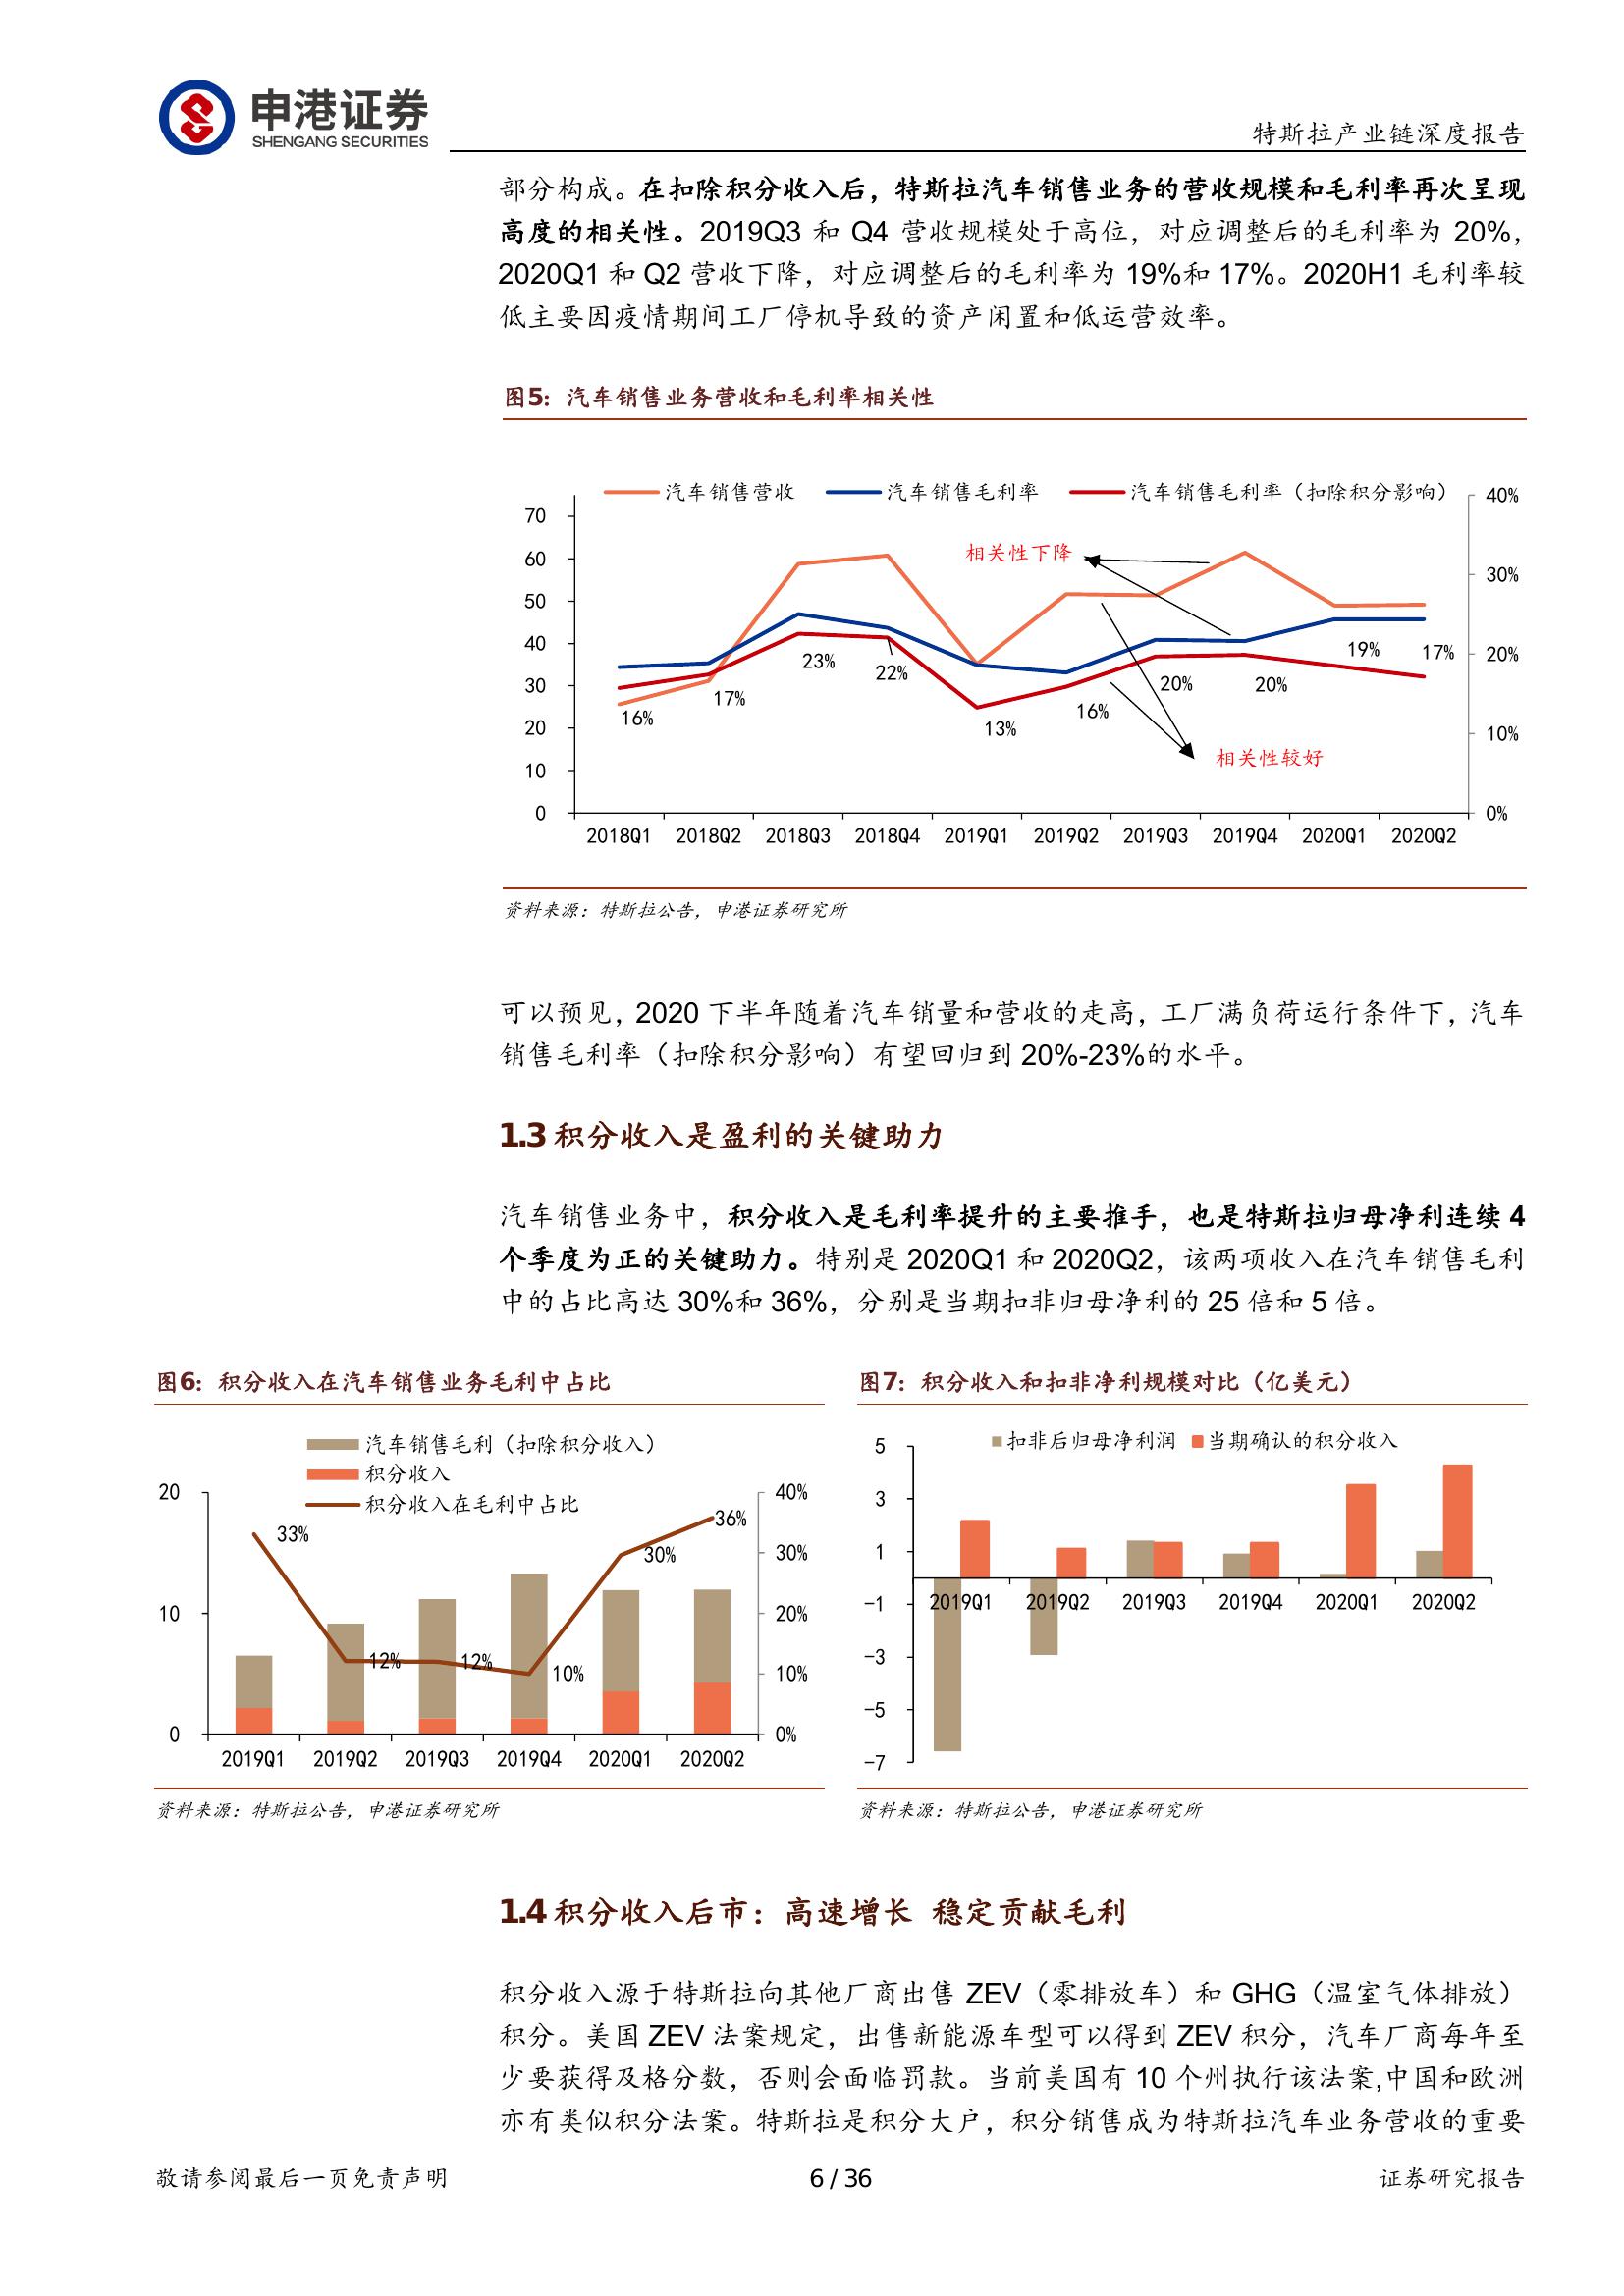 申港证券
SHENGANG SECURITIES
特斯拉产业链深度报告
部分构成。在扣除积分收入后，特斯拉汽车销售业务的营收规模和毛利率再次呈现
高度的相关性。2019Q3 和 Q4 营收规模处于高位，对应调整后的毛利率为 20%，
2020Q1 和 Q2 营收下降，对应调整后的毛利率为 19%和 17%。2020H1 毛利率较
低主要因疫情期间工厂停机导致的资产闲置和低运营效率。
图5：汽车销售业务营收和毛利率相关性
汽车销售营收 汽车销售毛利率 汽车销售毛利率（扣除积分影响）
70
60
50
40
30
20
10
0
40%
30%
20%
10%
0%
相关性下降
相关性较好
16%
17%
23%
22%
13%
16%
20%
20%
19%
17%
2018Q1 2018Q2 2018Q3 2018Q4 2019Q1 2019Q2 2019Q3 2019Q4 2020Q1 2020Q2
资料来源：特斯拉公告，申港证券研究所
可以预见，2020 下半年随着汽车销量和营收的走高，工厂满负荷运行条件下，汽车
销售毛利率（扣除积分影响）有望回归到 20%-23%的水平。
1.3 积分收入是盈利的关键助力
汽车销售业务中，积分收入是毛利率提升的主要推手，也是特斯拉归母净利连续 4
个季度为正的关键助力。特别是 2020Q1 和 2020Q2，该两项收入在汽车销售毛利
中的占比高达 30%和 36%，分别是当期扣非归母净利的 25 倍和 5 倍。
图6：积分收入在汽车销售业务毛利中占比
汽车销售毛利（扣除积分收入）
积分收入
积分收入在毛利中占比
20
10
0
40%
30%
20%
10%
0%
33%
12%
12%
10%
30%
36%
2019Q1 2019Q2 2019Q3 2019Q4 2020Q1 2020Q2
资料来源：特斯拉公告，申港证券研究所
图7：积分收入和扣非净利规模对比（亿美元）
扣非后归母净利润 当期确认的积分收入
5
3
1
-1
-3
-5
-7
2019Q1 2019Q2 2019Q3 2019Q4 2020Q1 2020Q2
资料来源：特斯拉公告，申港证券研究所
1.4 积分收入后市：高速增长 稳定贡献毛利
积分收入源于特斯拉向其他厂商出售 ZEV（零排放车）和 GHG（温室气体排放）
积分。美国 ZEV 法案规定，出售新能源车型可以得到 ZEV 积分，汽车厂商每年至
少要获得及格分数，否则会面临罚款。当前美国有 10 个州执行该法案,中国和欧洲
亦有类似积分法案。特斯拉是积分大户，积分销售成为特斯拉汽车业务营收的重要
敬请参阅最后一页免责声明
6 / 36
证券研究报告